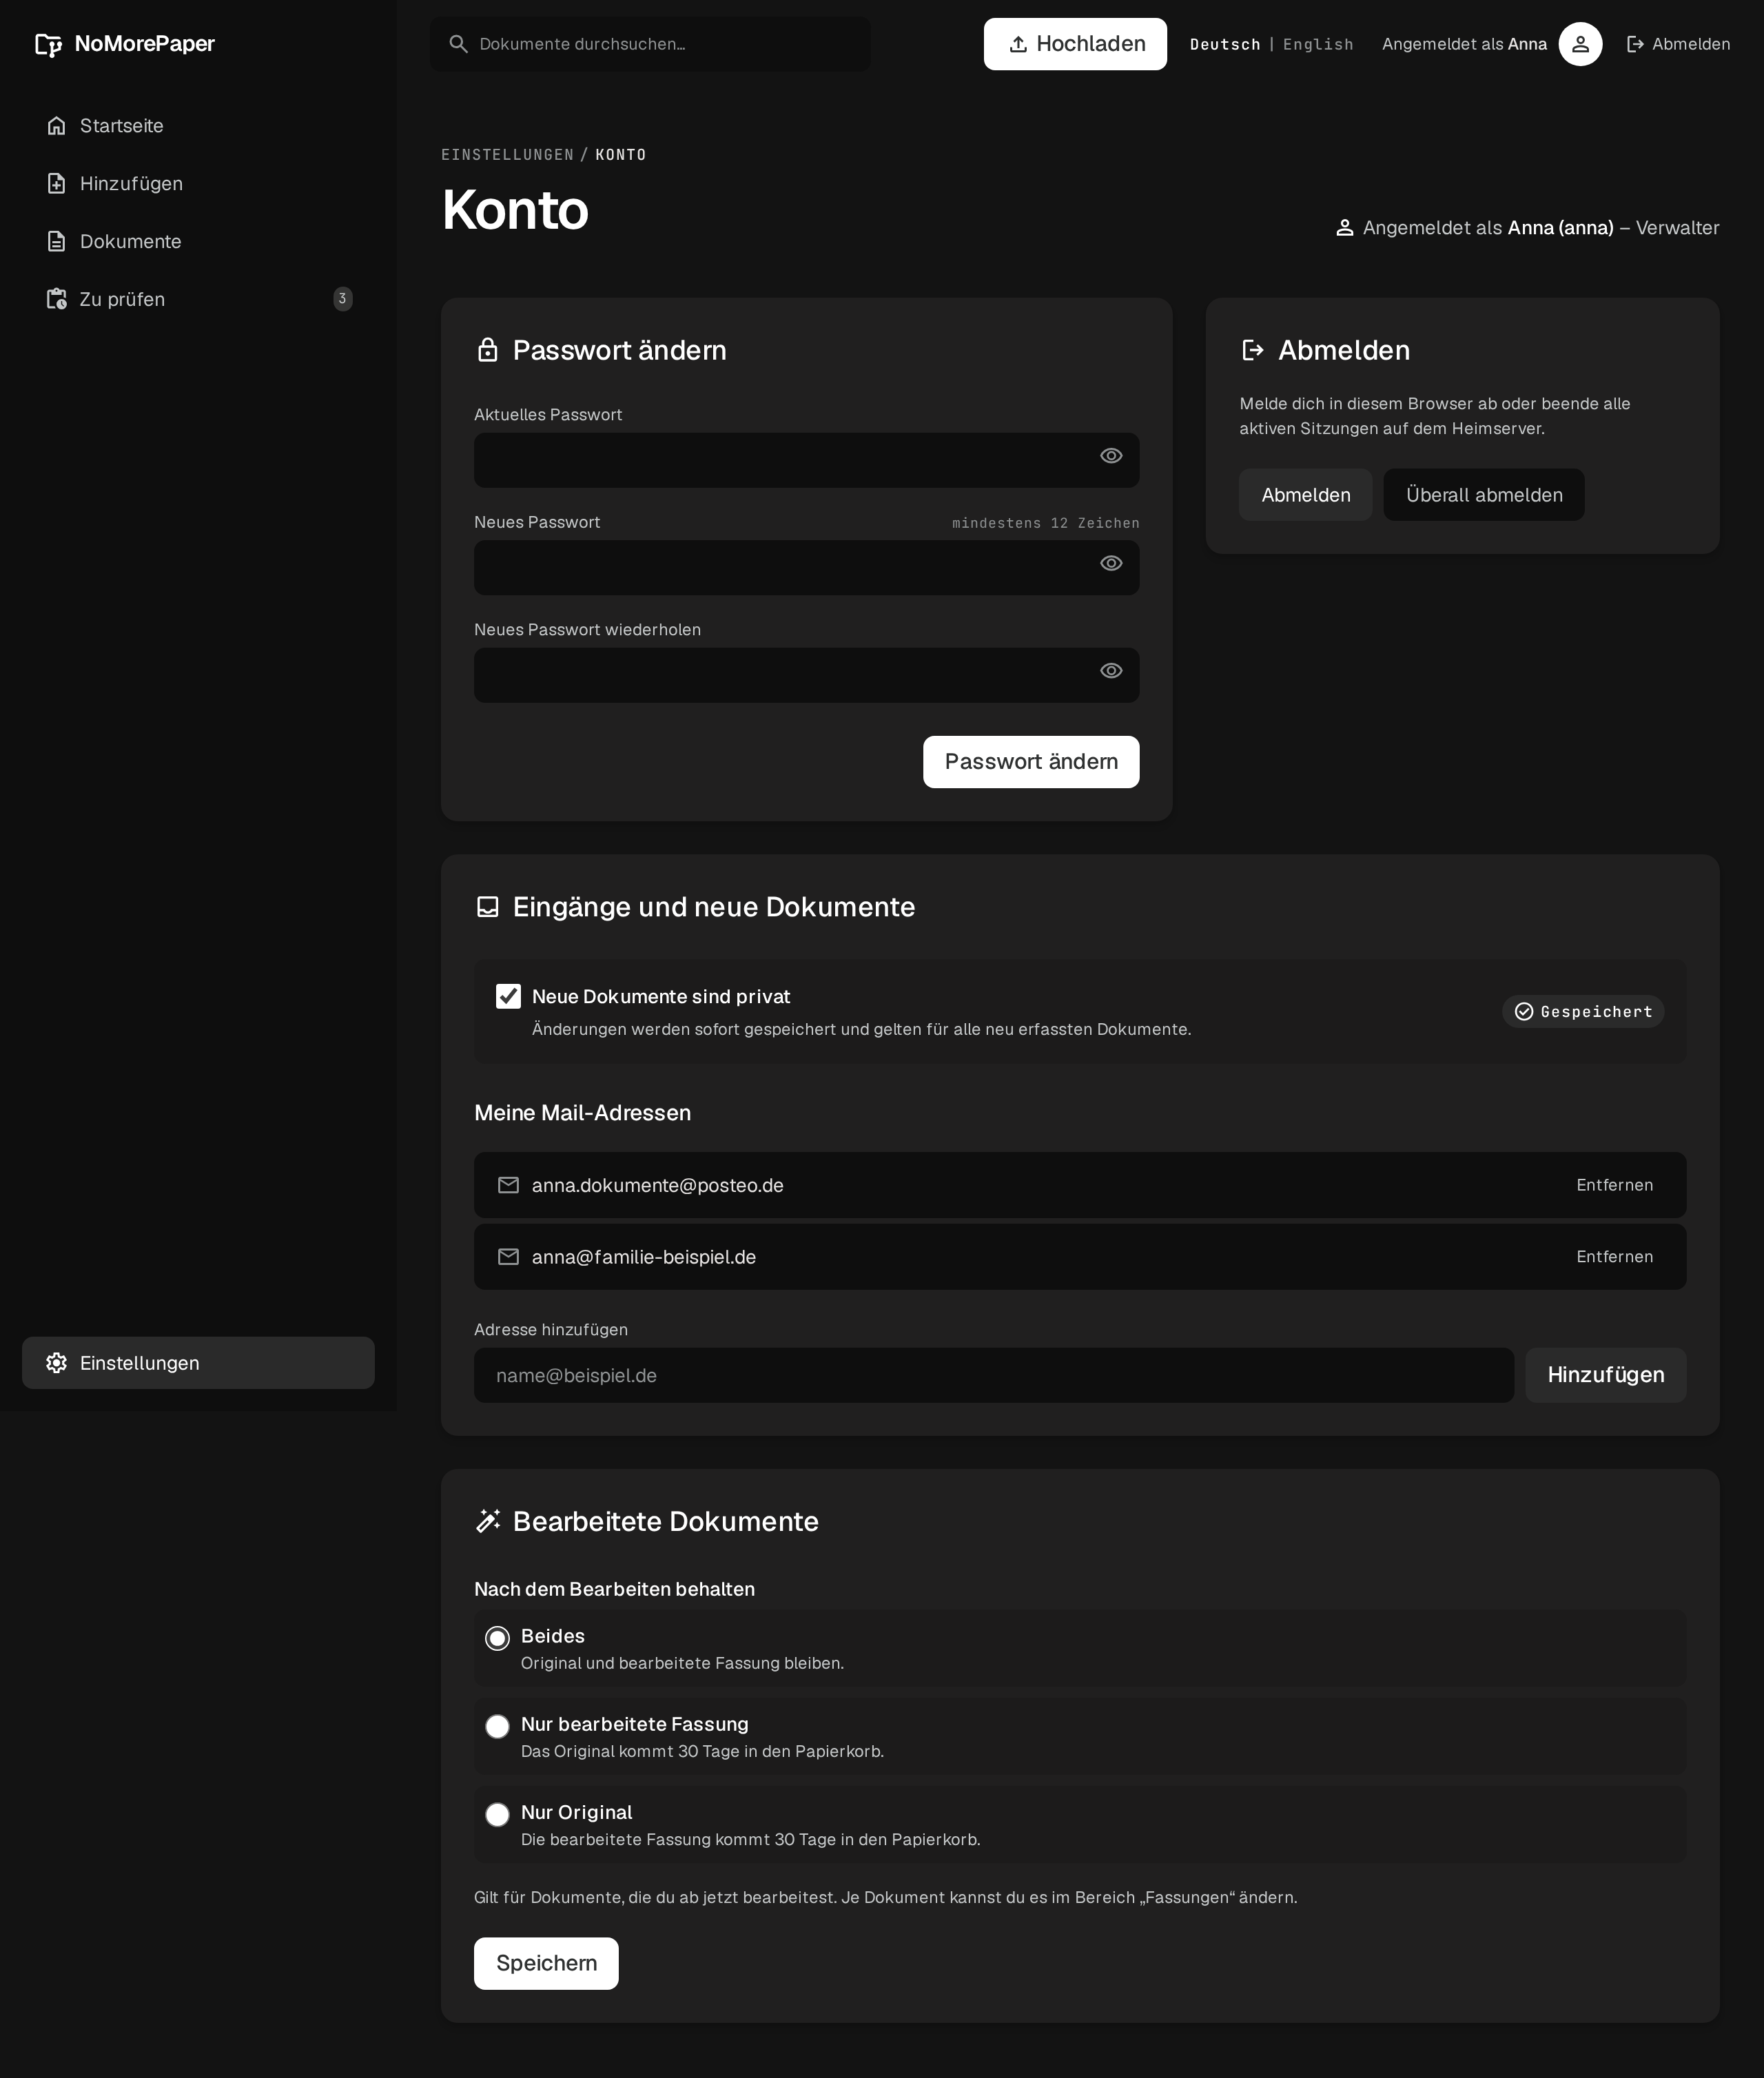 NoMorePaper
Dokumente durchsuchen...
Hochladen
Deutsch | English
Angemeldet als Anna
Abmelden
Startseite
Hinzufügen
Dokumente
Zu prüfen
3
Einstellungen
EINSTELLUNGEN / KONTO
Konto
Angemeldet als Anna (anna) – Verwalter
Passwort ändern
Aktuelles Passwort
Neues Passwort
mindestens 12 Zeichen
Neues Passwort wiederholen
Passwort ändern
Abmelden
Melde dich in diesem Browser ab oder beende alle
aktiven Sitzungen auf dem Heimserver.
Abmelden
Überall abmelden
Eingänge und neue Dokumente
Neue Dokumente sind privat
Änderungen werden sofort gespeichert und gelten für alle neu erfassten Dokumente.
Gespeichert
Meine Mail-Adressen
anna.dokumente@posteo.de
Entfernen
anna@familie-beispiel.de
Entfernen
Adresse hinzufügen
name@beispiel.de
Hinzufügen
Bearbeitete Dokumente
Nach dem Bearbeiten behalten
Beides
Original und bearbeitete Fassung bleiben.
Nur bearbeitete Fassung
Das Original kommt 30 Tage in den Papierkorb.
Nur Original
Die bearbeitete Fassung kommt 30 Tage in den Papierkorb.
Gilt für Dokumente, die du ab jetzt bearbeitest. Je Dokument kannst du es im Bereich „Fassungen“ ändern.
Speichern